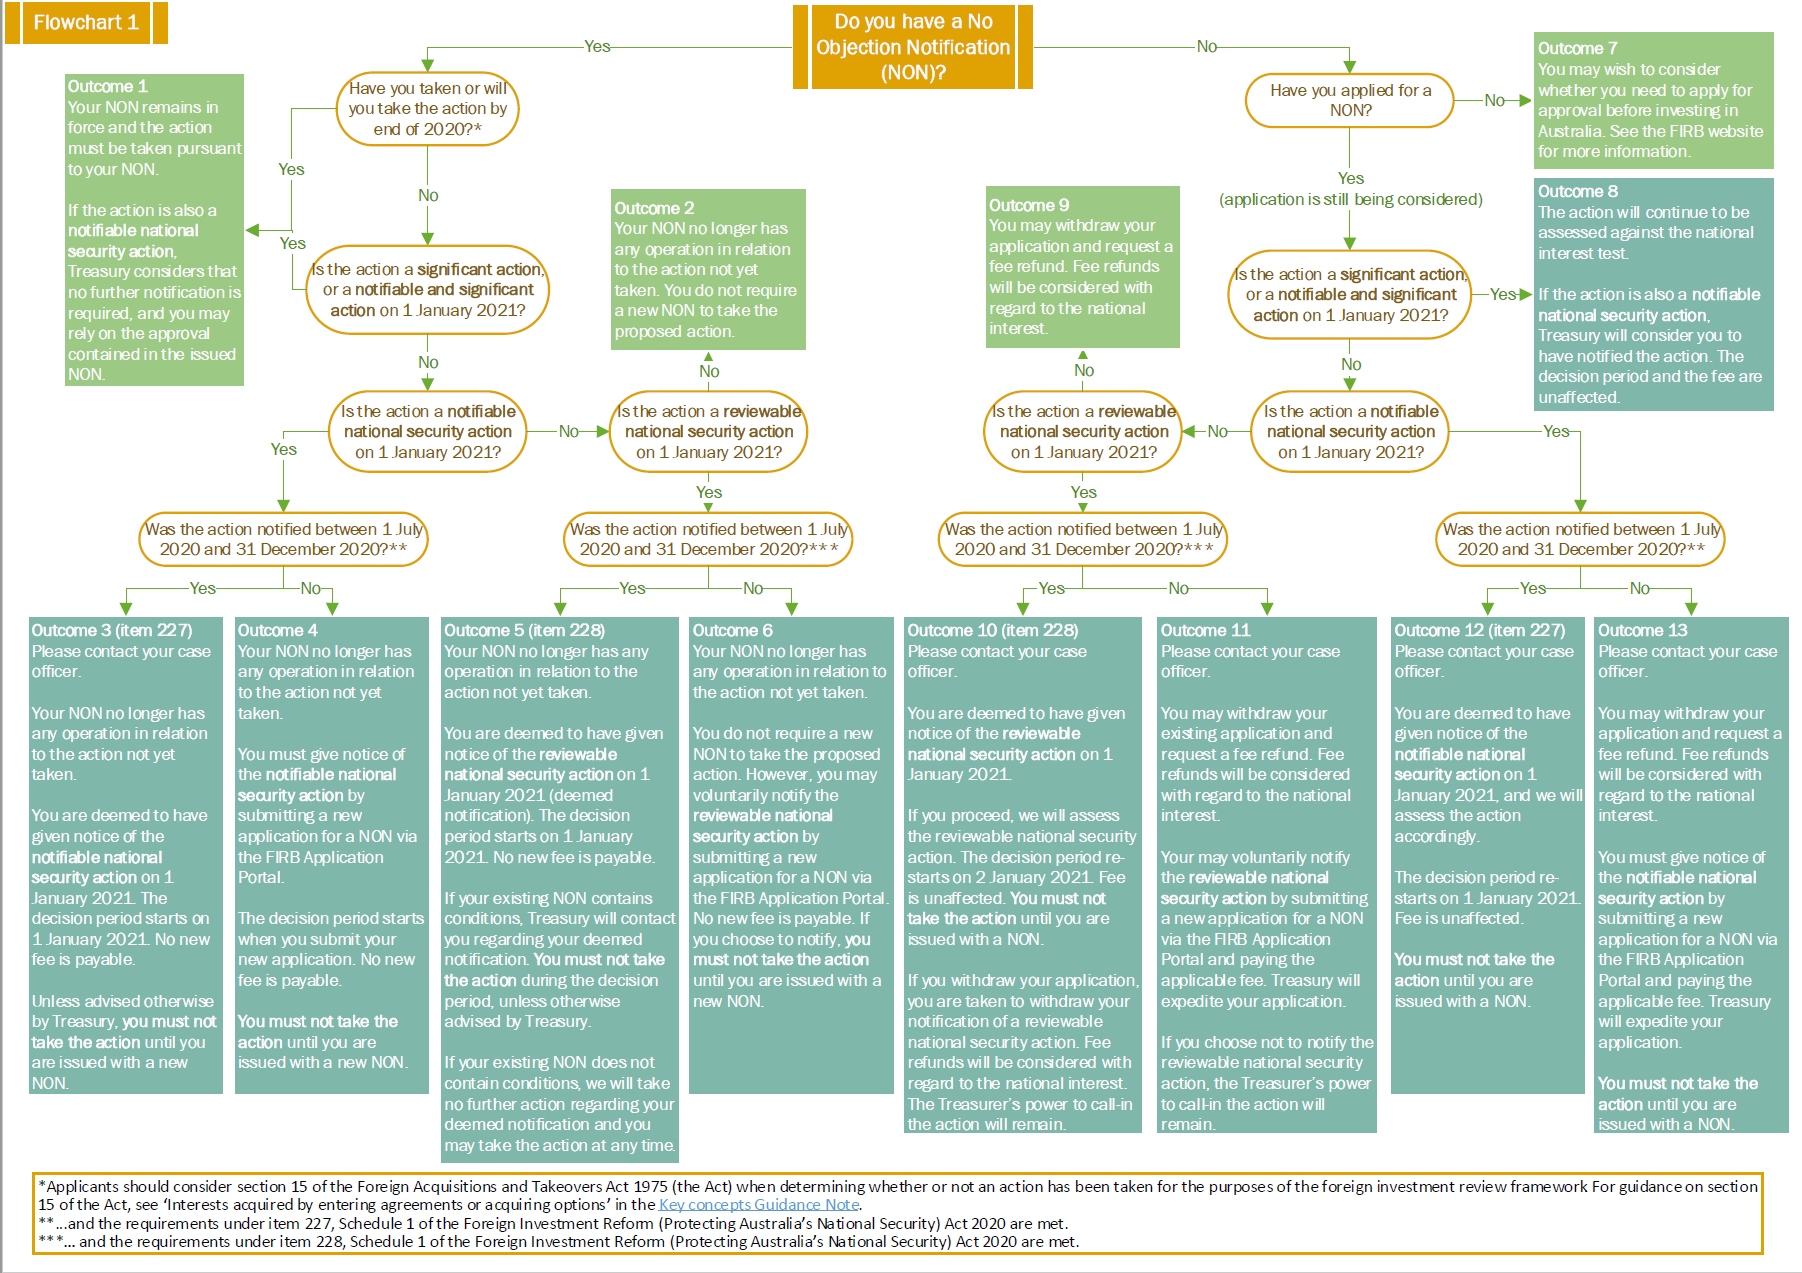 Flowchart 1
Do you have a No
Objection Notification
(NON)?
Yes
No
Have you taken or will
you take the action by
end of 2020?*
Yes
No
Outcome 1
Your NON remains in
force and the action
must be taken pursuant
to your NON.
If the action is also a
notifiable national
security action,
Treasury considers that
no further notification is
required, and you may
rely on the approval
contained in the issued
NON.
Yes
Is the action a significant action,
or a notifiable and significant
action on 1 January 2021?
No
Outcome 2
Your NON no longer has
any operation in relation
to the action not yet
taken. You do not require
a new NON to take the
proposed action.
No
Is the action a notifiable
national security action
on 1 January 2021?
No
Is the action a reviewable
national security action
on 1 January 2021?
Yes
Yes
Was the action notified between 1 July
2020 and 31 December 2020?**
Yes
No
Was the action notified between 1 July
2020 and 31 December 2020?***
Yes
No
Have you applied for a
NON?
No
Outcome 7
You may wish to consider
whether you need to apply for
approval before investing in
Australia. See the FIRB website
for more information.
Yes
(application is still being considered)
Outcome 8
The action will continue to be
assessed against the national
interest test.
If the action is also a notifiable
national security action,
Treasury will consider you to
have notified the action. The
decision period and the fee are
unaffected.
Is the action a significant action,
or a notifiable and significant
action on 1 January 2021?
Yes
No
Outcome 9
You may withdraw your
application and request a
fee refund. Fee refunds
will be considered with
regard to the national
interest.
No
Is the action a reviewable
national security action
on 1 January 2021?
No
Is the action a notifiable
national security action
on 1 January 2021?
Yes
Yes
Was the action notified between 1 July
2020 and 31 December 2020?***
Yes
No
Was the action notified between 1 July
2020 and 31 December 2020?**
Yes
No
Outcome 3 (item 227)
Please contact your case
officer.
Your NON no longer has
any operation in relation
to the action not yet
taken.
You are deemed to have
given notice of the
notifiable national
security action on 1
January 2021. The
decision period starts on
1 January 2021. No new
fee is payable.
Unless advised otherwise
by Treasury, you must not
take the action until you
are issued with a new
NON.
Outcome 4
Your NON no longer has
any operation in relation
to the action not yet
taken.
You must give notice of
the notifiable national
security action by
submitting a new
application for a NON via
the FIRB Application
Portal.
The decision period starts
when you submit your
new application. No new
fee is payable.
You must not take the
action until you are
issued with a new NON.
Outcome 5 (item 228)
Your NON no longer has any
operation in relation to the
action not yet taken.
You are deemed to have given
notice of the reviewable
national security action on 1
January 2021 (deemed
notification). The decision
period starts on 1 January
2021. No new fee is payable.
If your existing NON contains
conditions, Treasury will contact
you regarding your deemed
notification. You must not take
the action during the decision
period, unless otherwise
advised by Treasury.
If your existing NON does not
contain conditions, we will take
no further action regarding your
deemed notification and you
may take the action at any time.
Outcome 6
Your NON no longer has
any operation in relation to
the action not yet taken.
You do not require a new
NON to take the proposed
action. However, you may
voluntarily notify the
reviewable national
security action by
submitting a new
application for a NON via
the FIRB Application Portal.
No new fee is payable. If
you choose to notify, you
must not take the action
until you are issued with a
new NON.
Outcome 10 (item 228)
Please contact your case
officer.
You are deemed to have given
notice of the reviewable
national security action on 1
January 2021.
If you proceed, we will assess
the reviewable national security
action. The decision period re-
starts on 2 January 2021. Fee
is unaffected. You must not
take the action until you are
issued with a NON.
If you withdraw your application,
you are taken to withdraw your
notification of a reviewable
national security action. Fee
refunds will be considered with
regard to the national interest.
The Treasurer's power to call-in
the action will remain.
Outcome 11
Please contact your case
officer.
You may withdraw your
existing application and
request a fee refund. Fee
refunds will be considered
with regard to the national
interest.
Your may voluntarily notify
the reviewable national
security action by submitting
a new application for a NON
via the FIRB Application
Portal and paying the
applicable fee. Treasury will
expedite your application.
If you choose not to notify the
reviewable national security
action, the Treasurer's power
to call-in the action will
remain.
Outcome 12 (item 227)
Please contact your case
officer.
You are deemed to have
given notice of the
notifiable national
security action on 1
January 2021, and we will
assess the action
accordingly.
The decision period re-
starts on 1 January 2021.
Fee is unaffected.
You must not take the
action until you are
issued with a NON.
Outcome 13
Please contact your case
officer.
You may withdraw your
application and request a
fee refund. Fee refunds
will be considered with
regard to the national
interest.
You must give notice of
the notifiable national
security action by
submitting a new
application for a NON via
the FIRB Application
Portal and paying the
applicable fee. Treasury
will expedite your
application.
You must not take the
action until you are
issued with a NON.
*Applicants should consider section 15 of the Foreign Acquisitions and Takeovers Act 1975 (the Act) when determining whether or not an action has been taken for the purposes of the foreign investment review framework For guidance on section
15 of the Act, see ‘Interests acquired by entering agreements or acquiring options’ in the Key concepts Guidance Note.
**...and the requirements under item 227, Schedule 1 of the Foreign Investment Reform (Protecting Australia’s National Security) Act 2020 are met.
***... and the requirements under item 228, Schedule 1 of the Foreign Investment Reform (Protecting Australia’s National Security) Act 2020 are met.